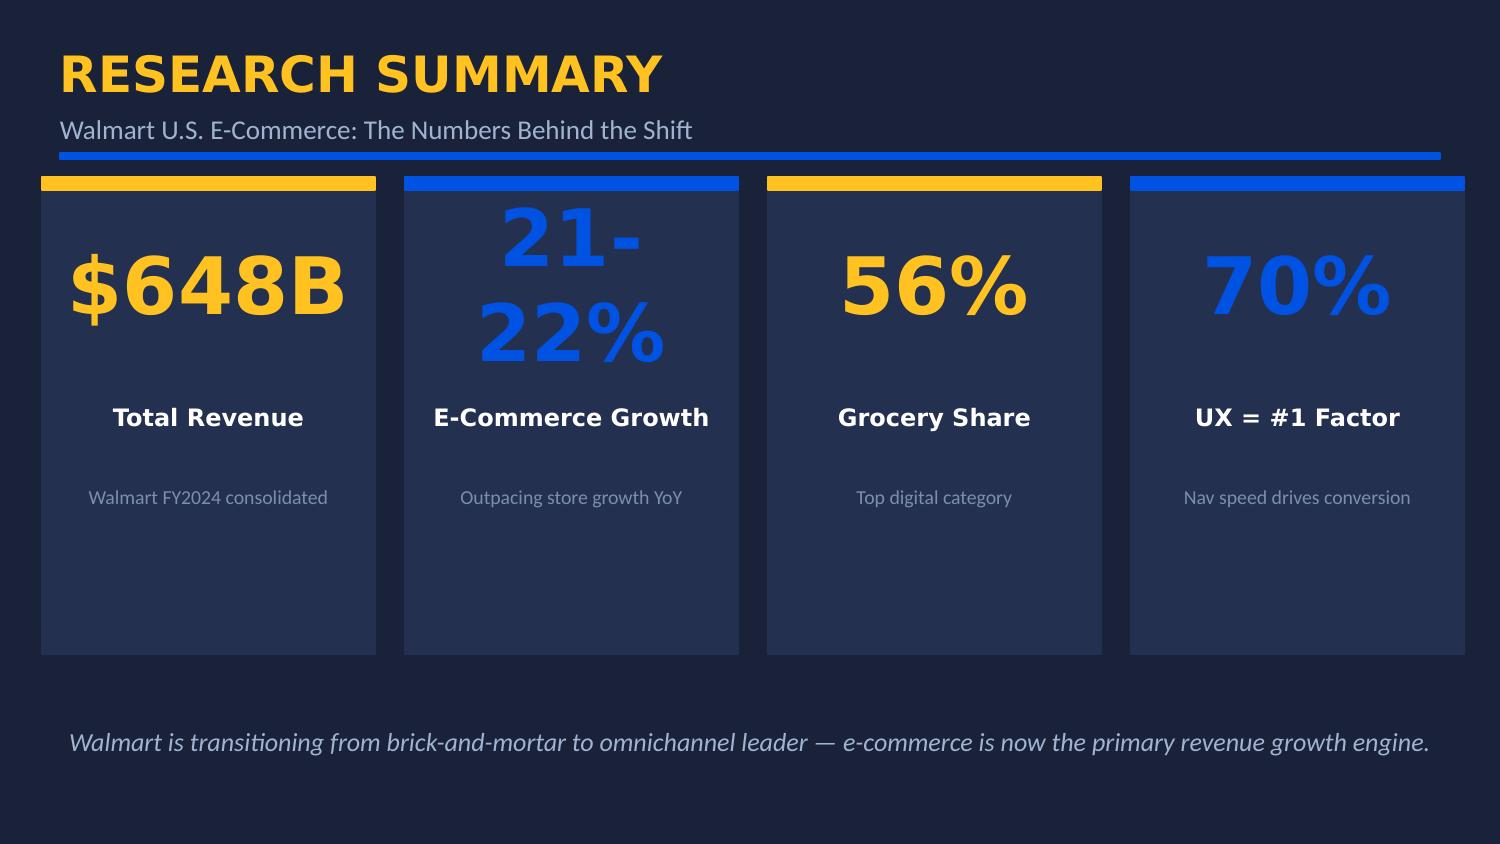 RESEARCH SUMMARY
Walmart U.S. E-Commerce: The Numbers Behind the Shift
$648B
Total Revenue
Walmart FY2024 consolidated
21-
22%
E-Commerce Growth
Outpacing store growth YoY
56%
Grocery Share
Top digital category
70%
UX = #1 Factor
Nav speed drives conversion
Walmart is transitioning from brick-and-mortar to omnichannel leader — e-commerce is now the primary revenue growth engine.